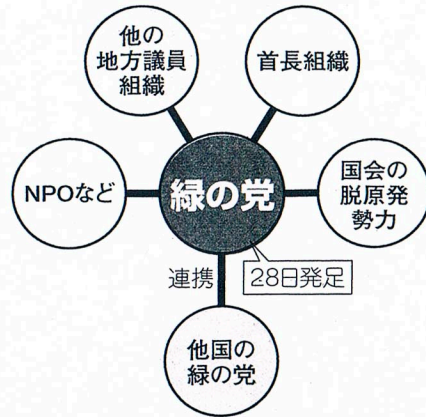 他の
地方議員
組織
首長組織
NPOなど
緑の党
国会の
脱原発
勢力
連携
28日発足
他国の
緑の党